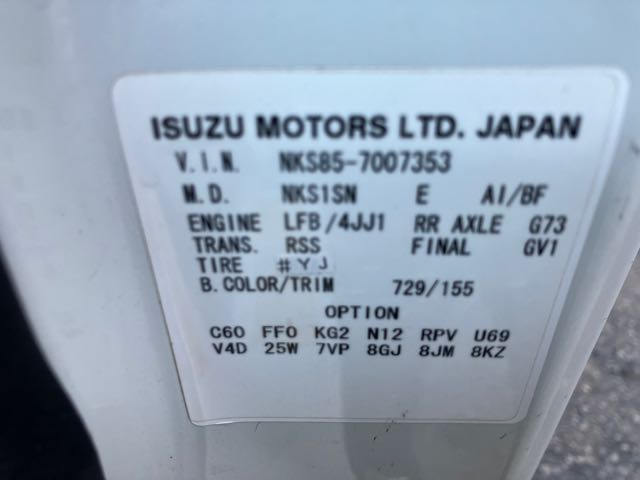 ISUZU MOTORS LTD. JAPAN
V.I.N. NKS85-7007353
M.D. NKS1SN E AI/BF
ENGINE LFB/4JJ1 RR AXLE G73
TRANS. RSS FINAL GV1
TIRE #YJ
B.COLOR/TRIM 729/155
OPTION
C60 FF0 KG2 N12 RPV U69
V4D 25W 7VP 8GJ 8JM 8KZ